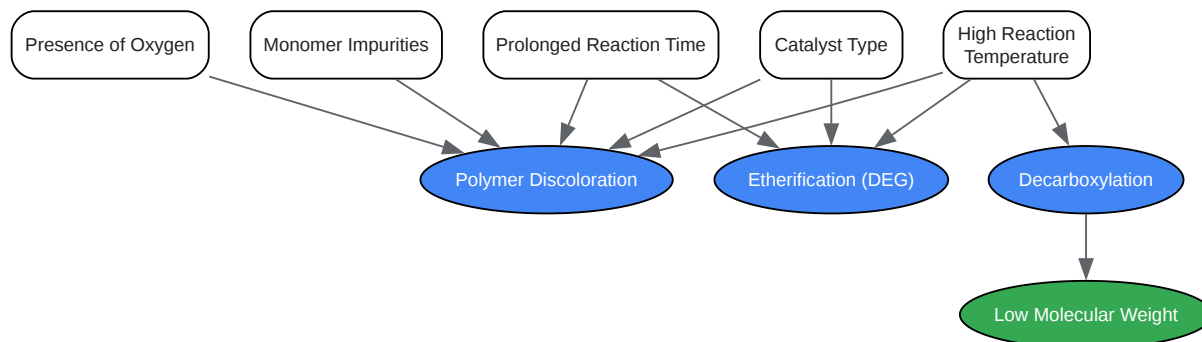 Presence of Oxygen
Monomer Impurities
Prolonged Reaction Time
Catalyst Type
High Reaction
Temperature
Polymer Discoloration
Etherification (DEG)
Decarboxylation
Low Molecular Weight